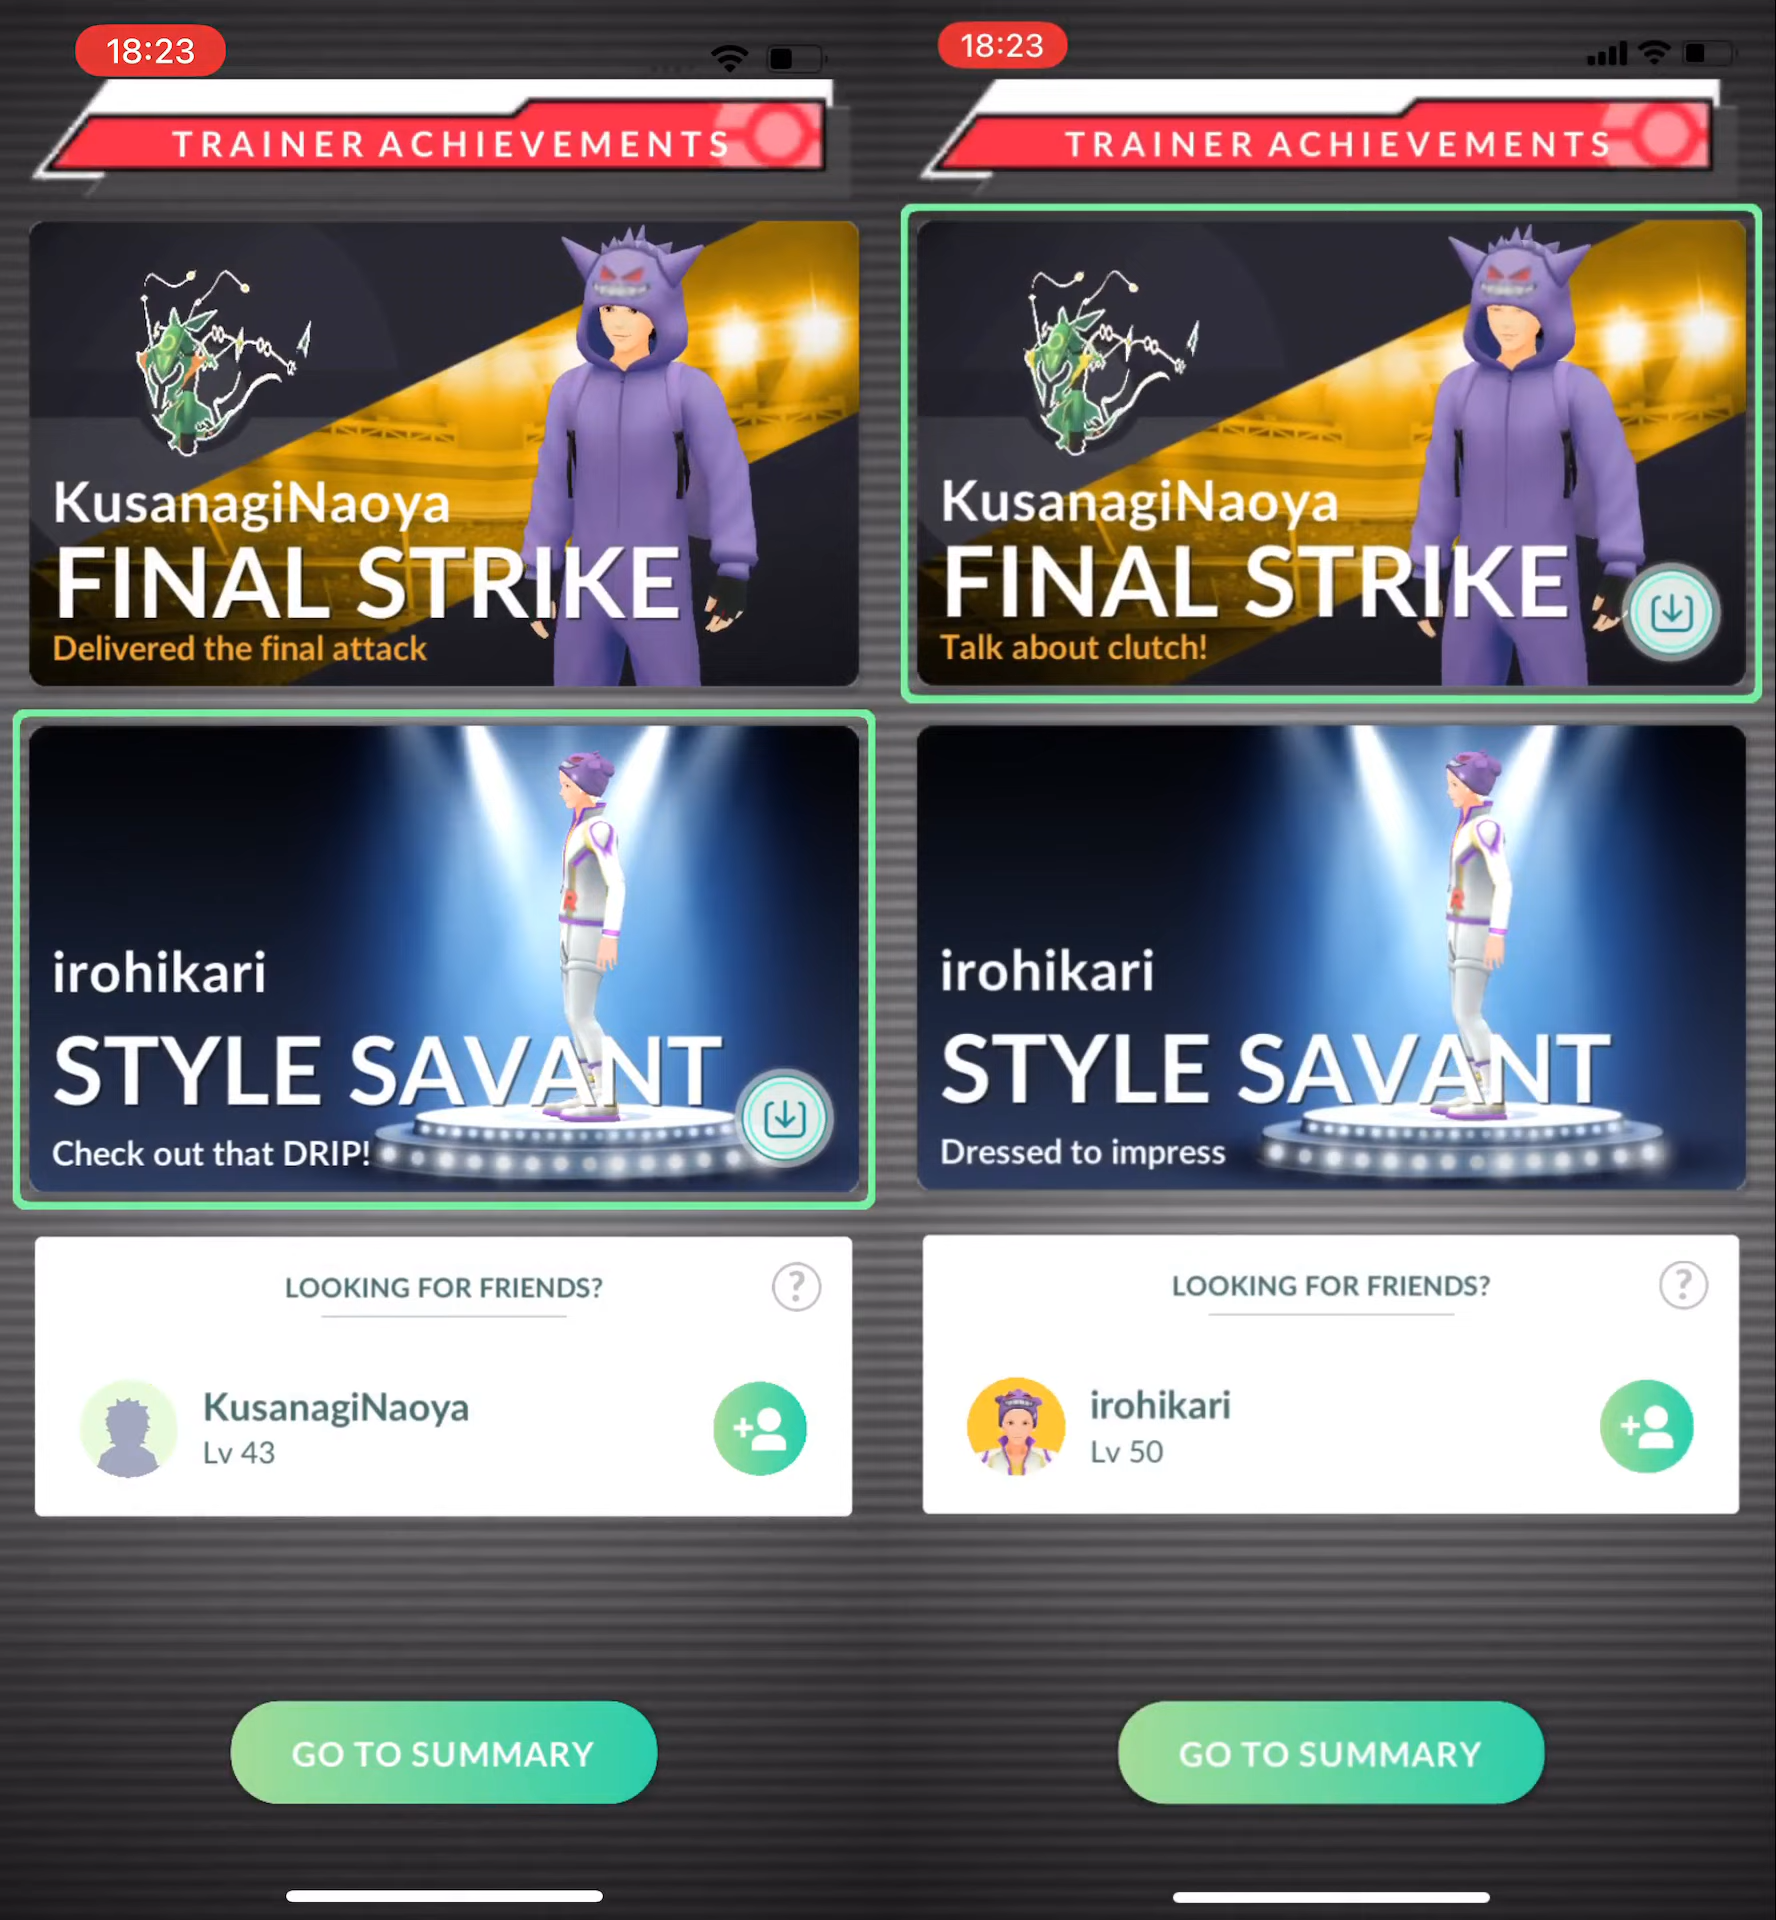 18:23
TRAINER ACHIEVEMENTS
KusanagiNaoya
FINAL STRIKE
Delivered the final attack
irohikari
STYLE SAVANT
Check out that DRIP!
LOOKING FOR FRIENDS?
?
KusanagiNaoya
Lv 43
GO TO SUMMARY
18:23
TRAINER ACHIEVEMENTS
KusanagiNaoya
FINAL STRIKE
Talk about clutch!
irohikari
STYLE SAVANT
Dressed to impress
LOOKING FOR FRIENDS?
?
irohikari
Lv 50
GO TO SUMMARY